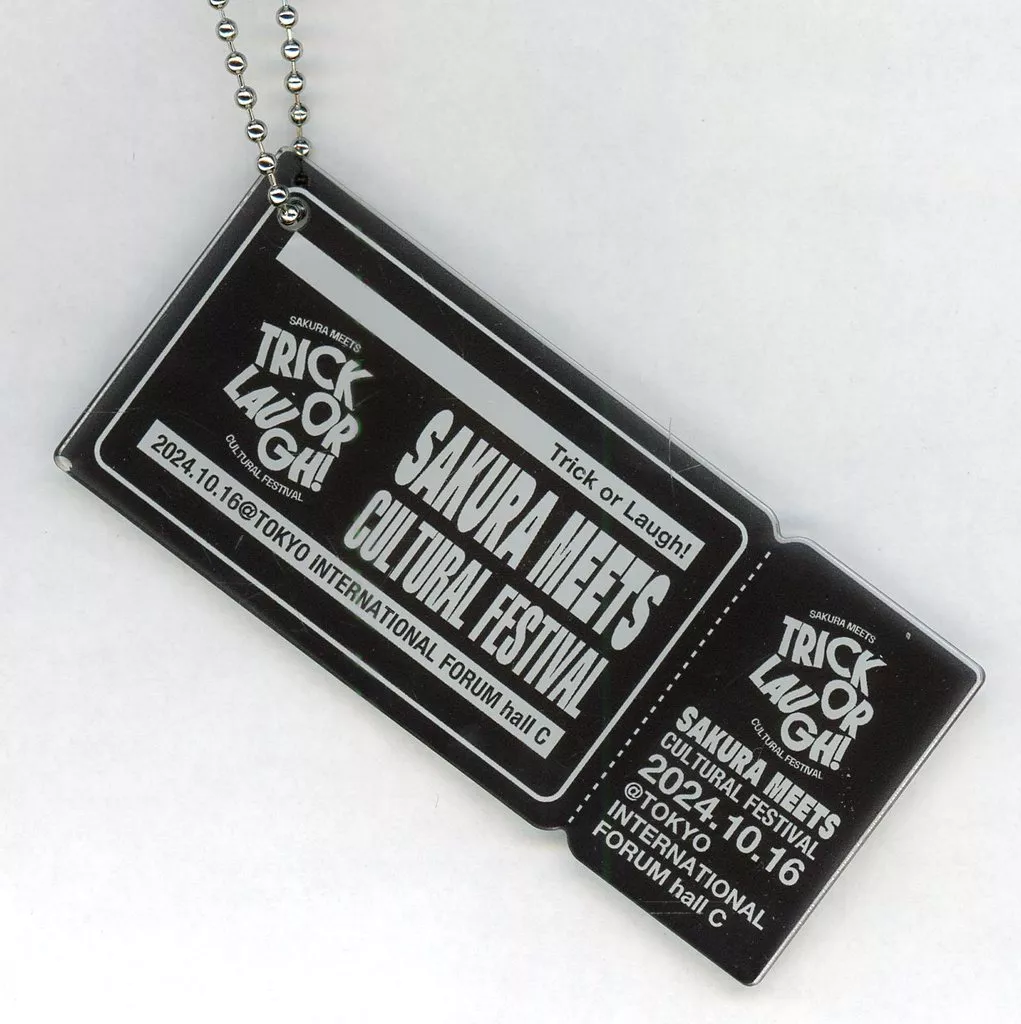 Trick or Laugh!
SAKURA MEETS
TRICK
OR
LAUGH!
CULTURAL FESTIVAL
SAKURA MEETS
CULTURAL FESTIVAL
2024.10.16@TOKYO INTERNATIONAL FORUM hall C
SAKURA MEETS
TRICK
OR
LAUGH!
CULTURAL FESTIVAL
SAKURA MEETS
CULTURAL FESTIVAL
2024.10.16
@TOKYO
INTERNATIONAL
FORUM hall C